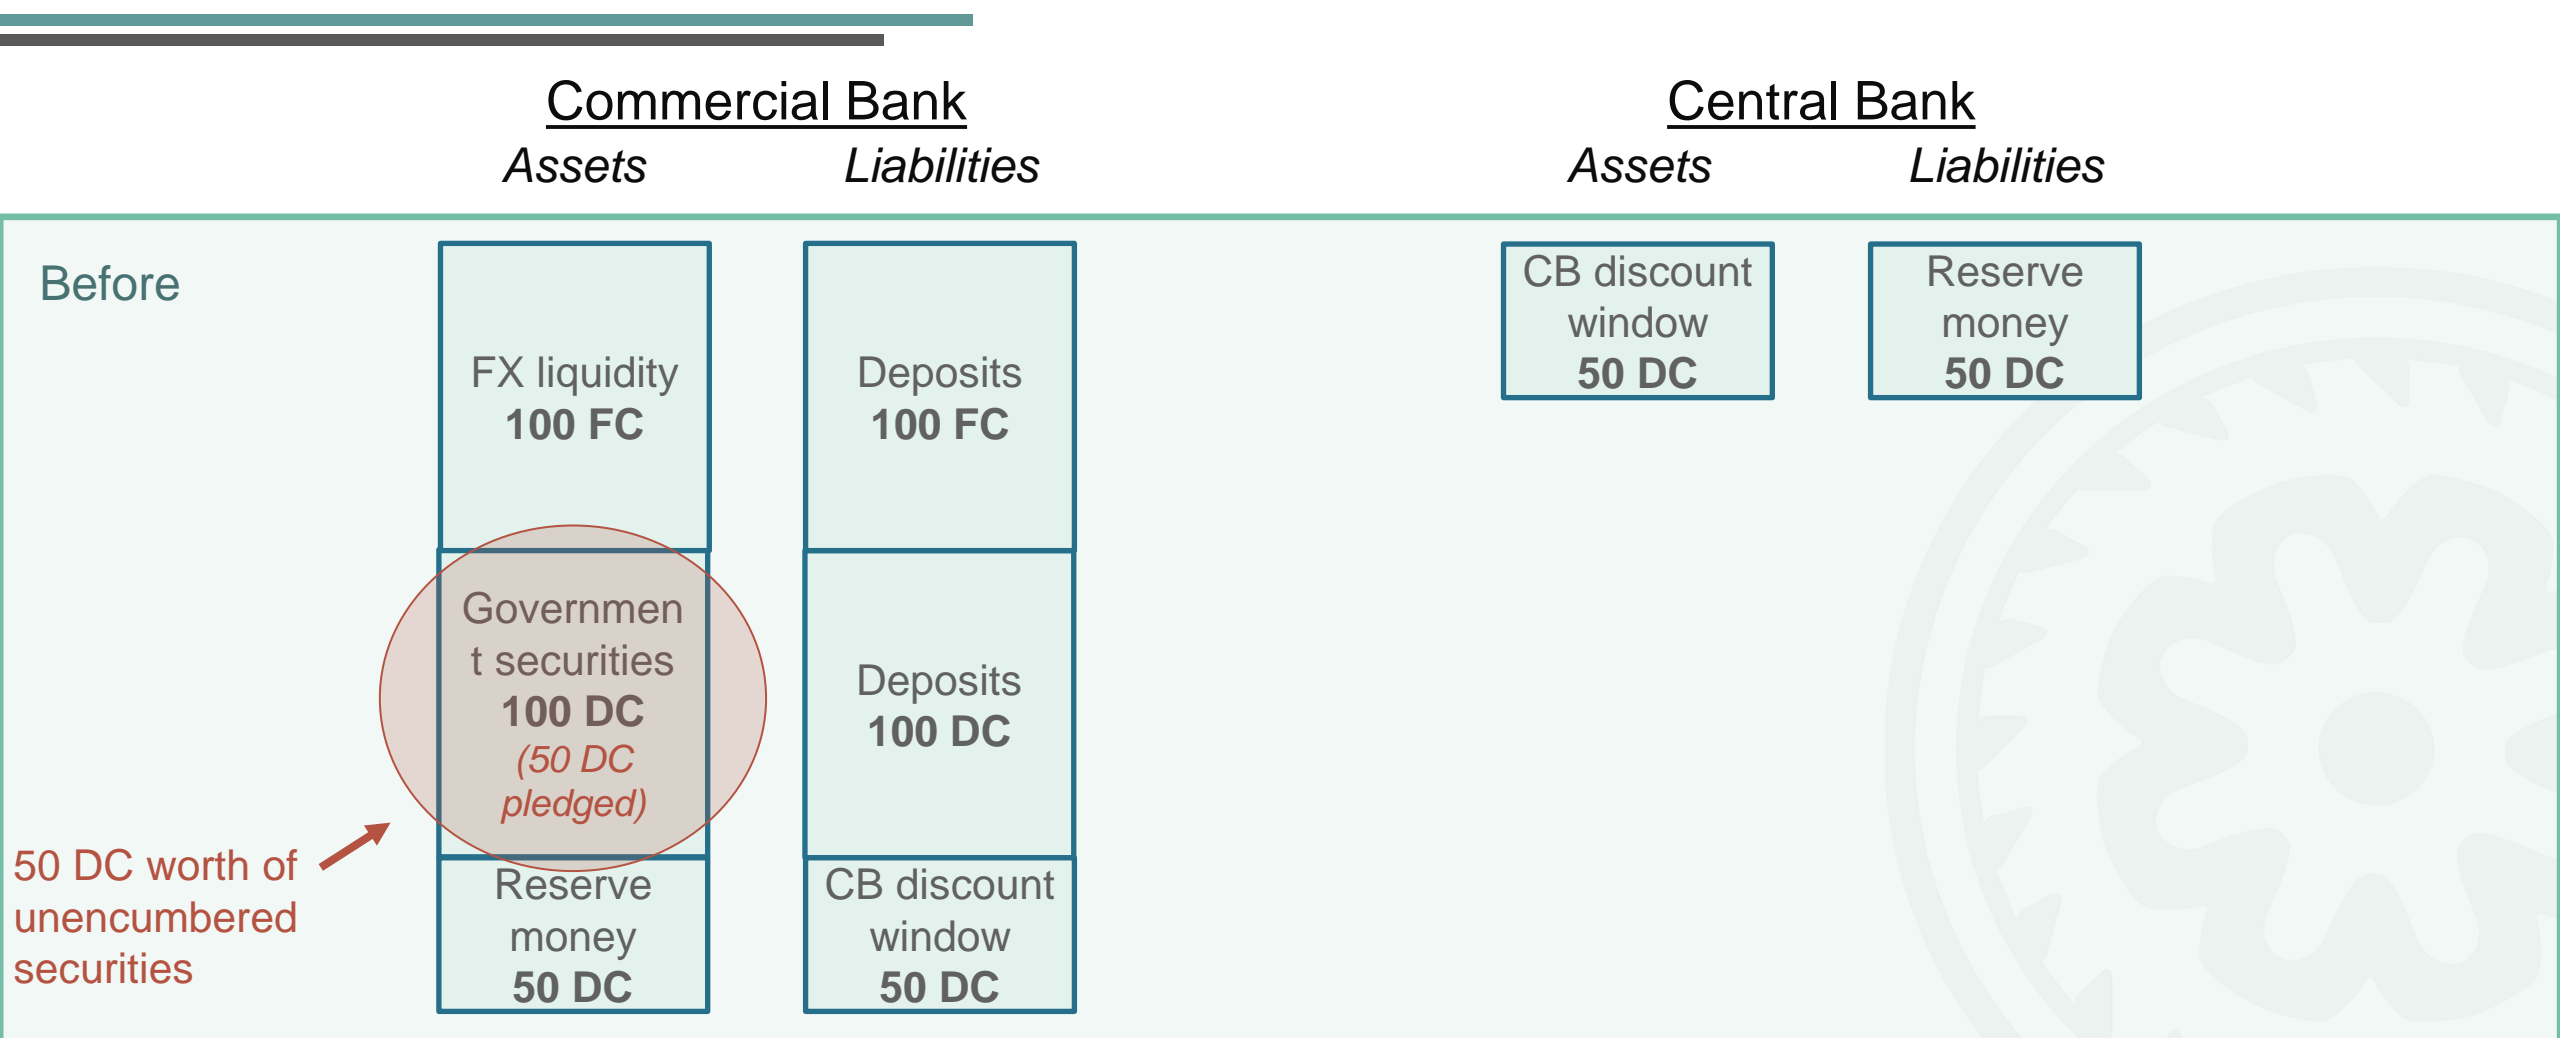 Commercial Bank
Assets
Liabilities
Central Bank
Assets
Liabilities
Before
FX liquidity
100 FC
Governmen
t securities
100 DC
(50 DC
pledged)
Reserve
money
50 DC
Deposits
100 FC
Deposits
100 DC
CB discount
window
50 DC
CB discount
window
50 DC
Reserve
money
50 DC
50 DC worth of
unencumbered
securities